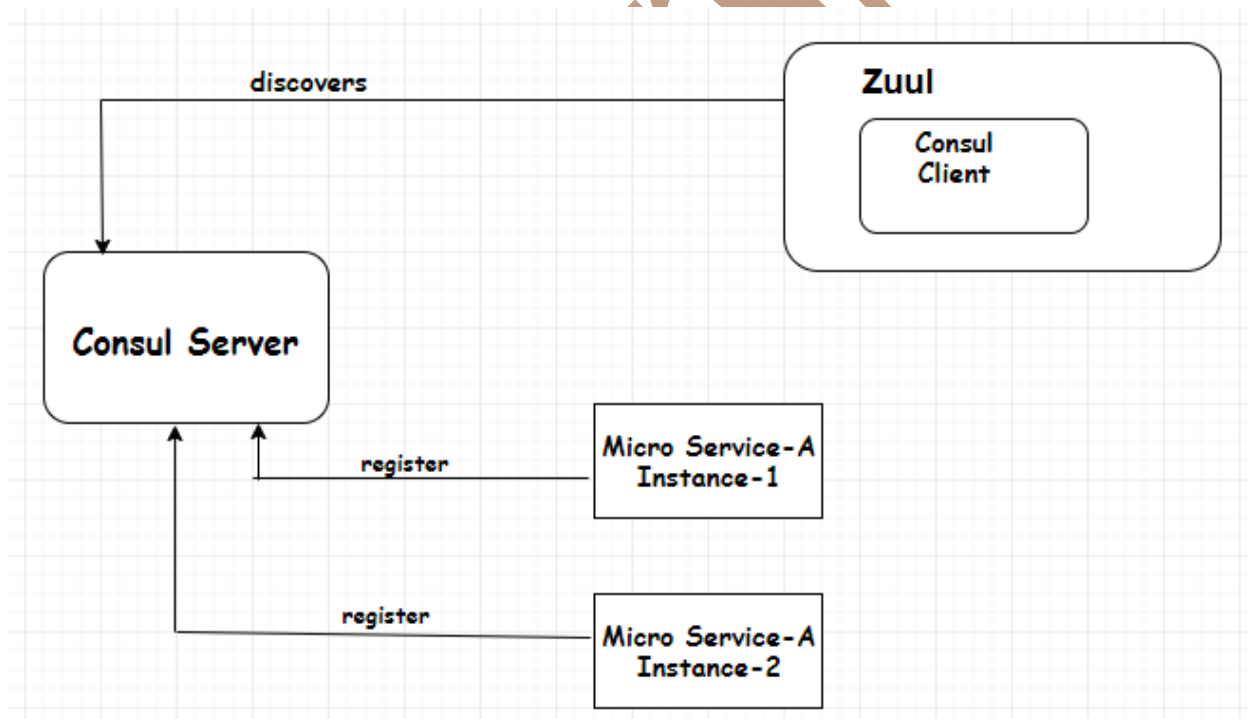 discovers
Zuul
Consul
Client
Consul Server
Micro Service-A
Instance-1
register
register
Micro Service-A
Instance-2